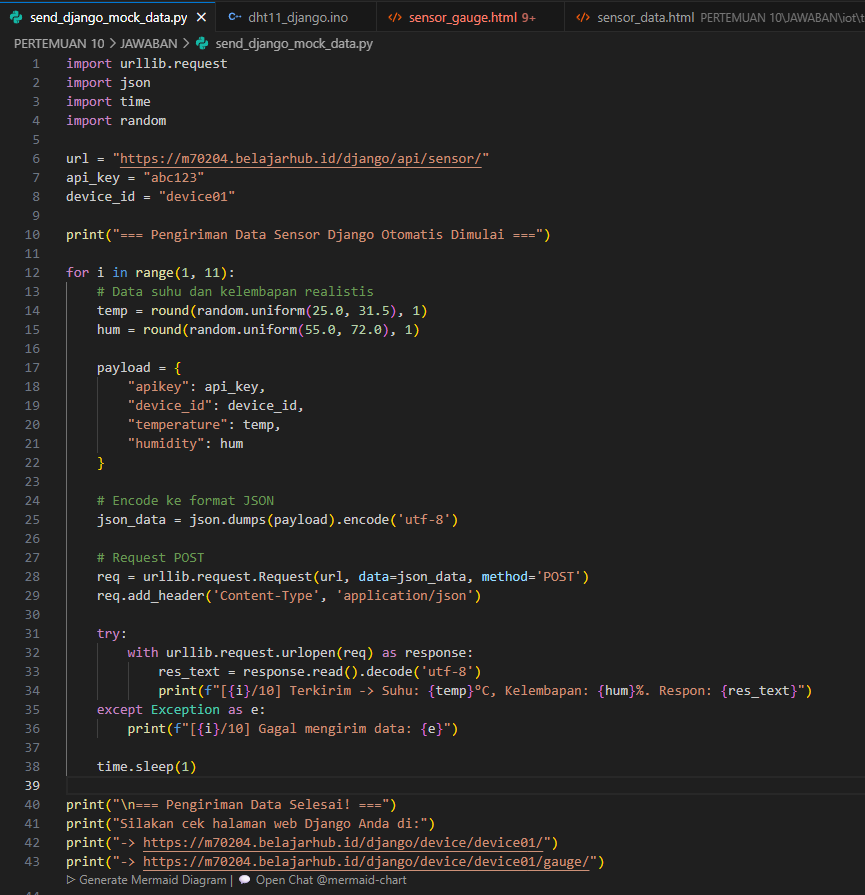 send_django_mock_data.py dht11_django.ino sensor_gauge.html 9+ sensor_data.html PERTEMUAN 10\JAWABAN\iot\t
PERTEMUAN 10 > JAWABAN > send_django_mock_data.py
1 import urllib.request
2 import json
3 import time
4 import random
5
6 url = "https://m70204.belajarhub.id/django/api/sensor/"
7 api_key = "abc123"
8 device_id = "device01"
9
10 print("=== Pengiriman Data Sensor Django Otomatis Dimulai ===")
11
12 for i in range(1, 11):
13     # Data suhu dan kelembapan realistis
14     temp = round(random.uniform(25.0, 31.5), 1)
15     hum = round(random.uniform(55.0, 72.0), 1)
16
17     payload = {
18         "apikey": api_key,
19         "device_id": device_id,
20         "temperature": temp,
21         "humidity": hum
22     }
23
24     # Encode ke format JSON
25     json_data = json.dumps(payload).encode('utf-8')
26
27     # Request POST
28     req = urllib.request.Request(url, data=json_data, method='POST')
29     req.add_header('Content-Type', 'application/json')
30
31     try:
32         with urllib.request.urlopen(req) as response:
33             res_text = response.read().decode('utf-8')
34             print(f"[{i}/10] Terkirim -> Suhu: {temp}°C, Kelembapan: {hum}%. Respon: {res_text}")
35     except Exception as e:
36         print(f"[{i}/10] Gagal mengirim data: {e}")
37
38     time.sleep(1)
39
40 print("\n=== Pengiriman Data Selesai! ===")
41 print("Silakan cek halaman web Django Anda di:")
42 print("-> https://m70204.belajarhub.id/django/device/device01/")
43 print("-> https://m70204.belajarhub.id/django/device/device01/gauge/")
Generate Mermaid Diagram | Open Chat @mermaid-chart